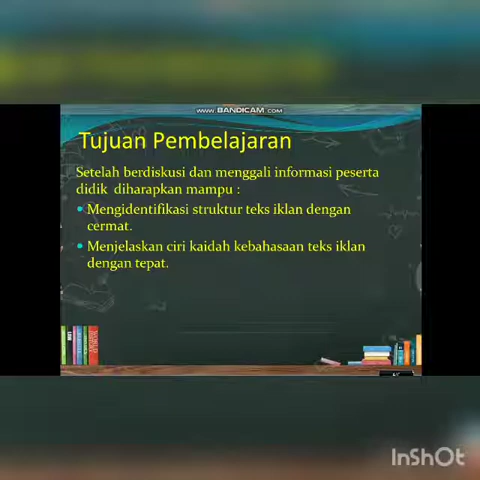 WWW.BANDICAM.COM
Tujuan Pembelajaran
Setelah berdiskusi dan menggali informasi peserta
didik diharapkan mampu :
• Mengidentifikasi struktur teks iklan dengan
cermat.
• Menjelaskan ciri kaidah kebahasaan teks iklan
dengan tepat.
InShOt